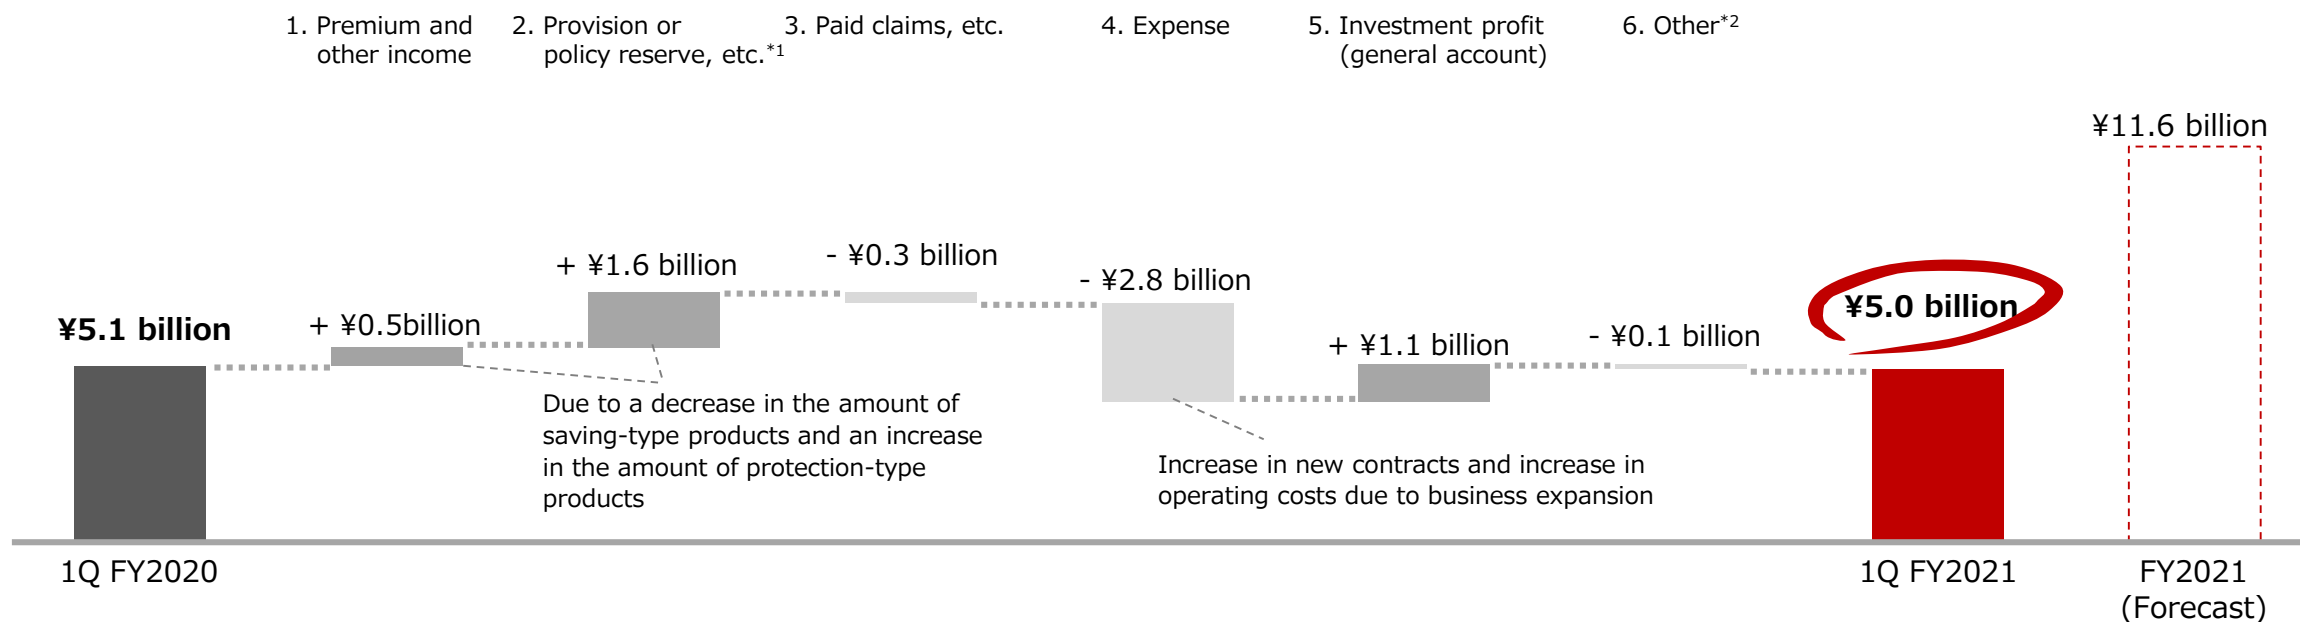 1. Premium and
other income
2. Provision or
policy reserve, etc.*1
3. Paid claims, etc.
4. Expense
5. Investment profit
(general account)
6. Other*2
¥11.6 billion
+ ¥1.6 billion
- ¥0.3 billion
- ¥2.8 billion
¥5.1 billion
+ ¥0.5billion
+ ¥1.1 billion
- ¥0.1 billion
¥5.0 billion
Due to a decrease in the amount of
saving-type products and an increase
in the amount of protection-type
products
Increase in new contracts and increase in
operating costs due to business expansion
1Q FY2020
1Q FY2021
FY2021
(Forecast)